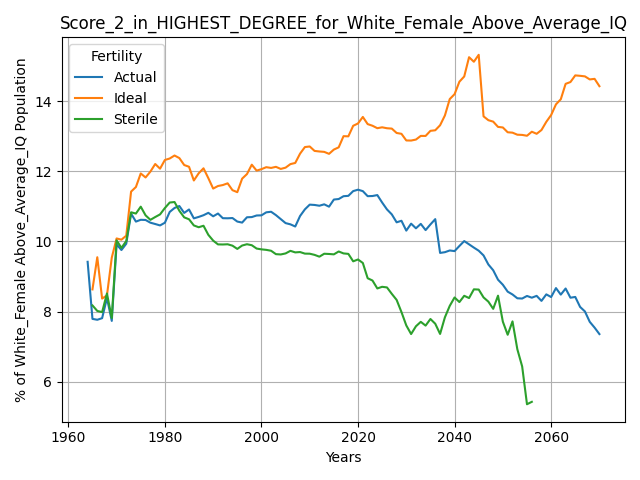 Score_2_in_HIGHEST_DEGREE_for_White_Female_Above_Average_IQ
% of White_Female Above_Average_IQ Population
Fertility
Actual
Ideal
Sterile
14
12
10
8
6
1960 1980 2000 2020 2040 2060
Years